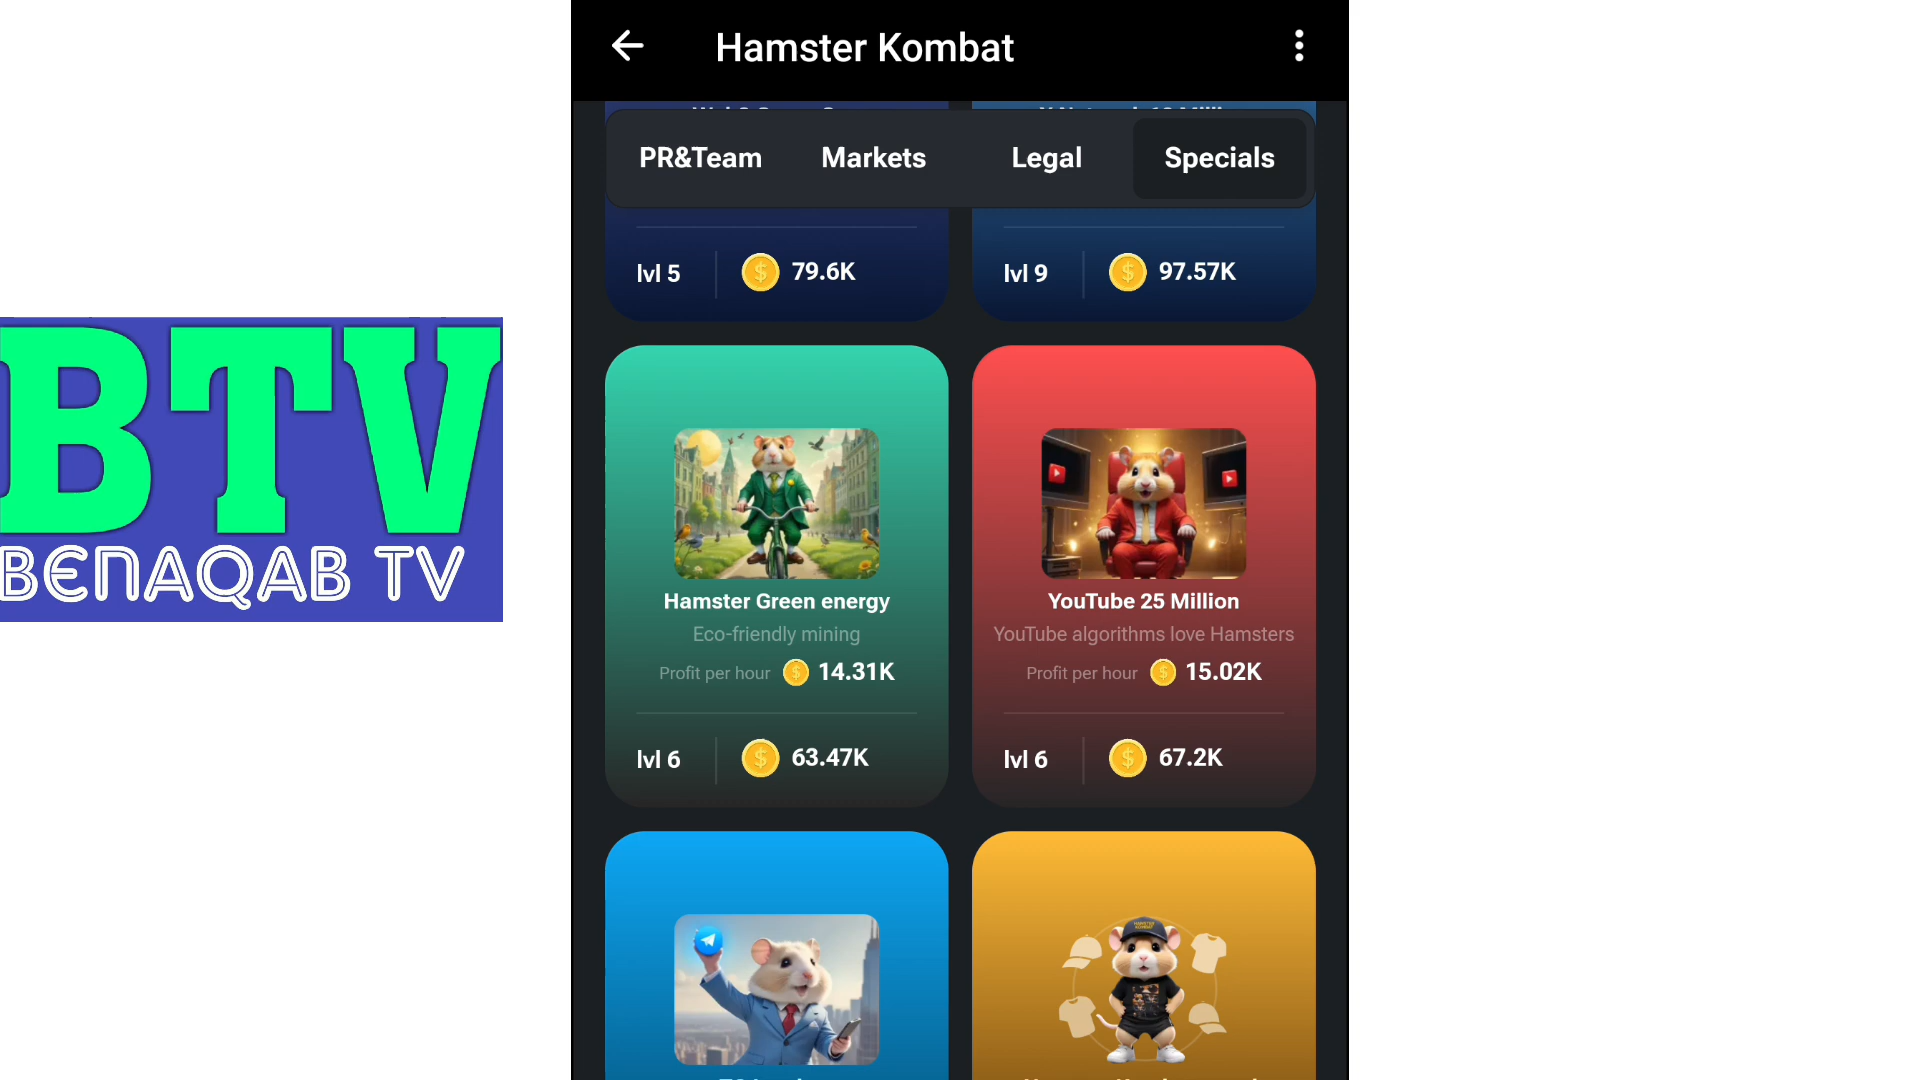 Hamster Kombat
PR&Team
Markets
Legal
Specials
lvl 5
79.6K
lvl 9
97.57K
BTV
BENAQAB TV
Hamster Green energy
Eco-friendly mining
Profit per hour
14.31K
lvl 6
63.47K
YouTube 25 Million
YouTube algorithms love Hamsters
Profit per hour
15.02K
lvl 6
67.2K